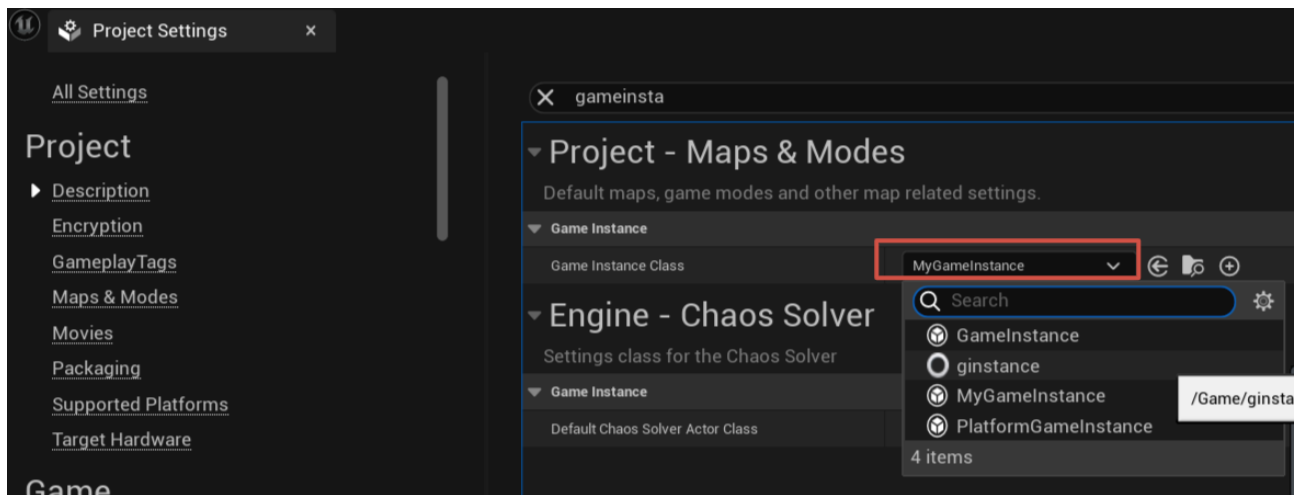 Project Settings
All Settings
Project
Description
Encryption
GameplayTags
Maps & Modes
Movies
Packaging
Supported Platforms
Target Hardware
Game
gameinsta
Project - Maps & Modes
Default maps, game modes and other map related settings.
Game Instance
Game Instance Class
MyGameInstance
Search
GameInstance
ginstance
MyGameInstance
PlatformGameInstance
4 items
/Game/ginsta
Engine - Chaos Solver
Settings class for the Chaos Solver
Game Instance
Default Chaos Solver Actor Class